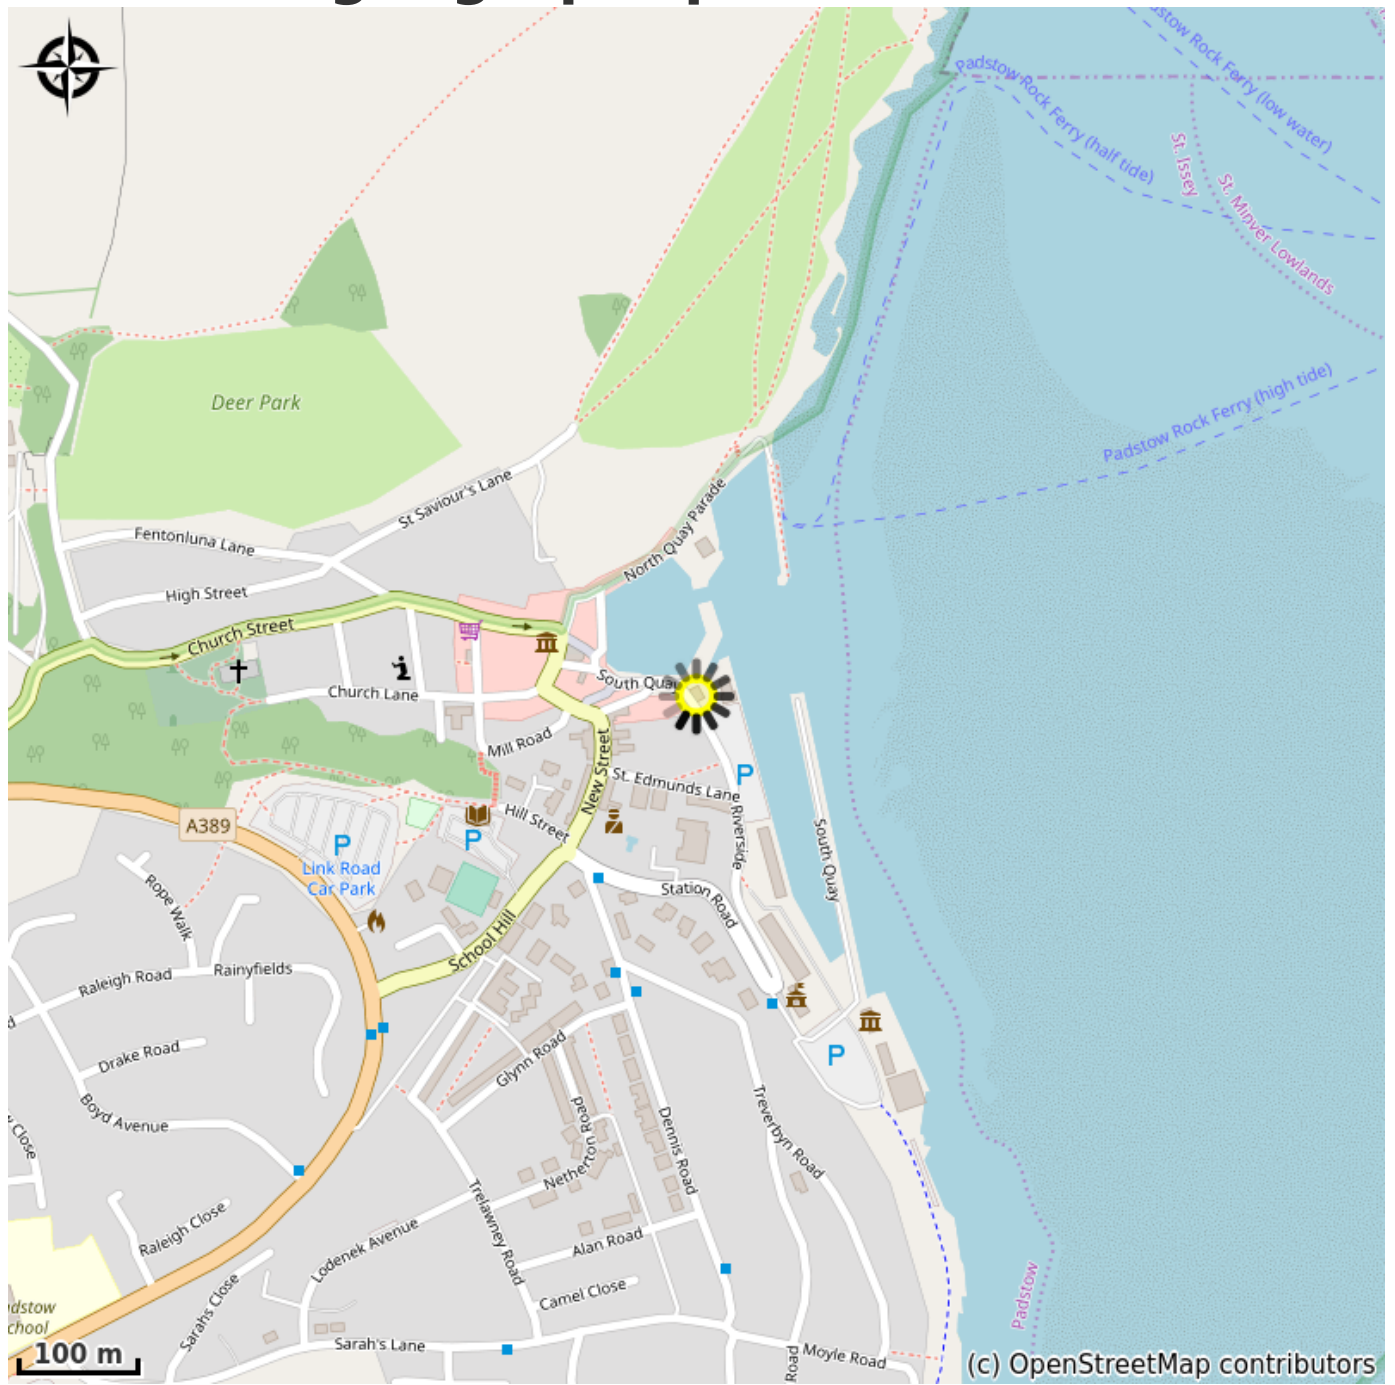 Padstow Rock Ferry (low water)
Padstow Rock Ferry (half tide)
St. Issey
St. Minver Lowlands
Padstow Rock Ferry (high tide)
Deer Park
St Saviour's Lane
North Quay Parade
Fentonluna Lane
High Street
Church Street
South Qua
Church Lane
Mill Road
New Street
St. Edmunds Lane
P
Riverside
Hill Street
A389
P
P
Link Road
Car Park
South Quay
Station Road
Rope Walk
School Hill
Raleigh Road
Rainyfields
P
Drake Road
Glynn Road
Boyd Avenue
Netherton Road
Dennis Road
Treverbyn Road
Close
Trelawney Road
Raleigh Close
Lodenek Avenue
Alan Road
Sarahs Close
Camel Close
Padstow
dstow
chool
Sarah's Lane
Moyle Road
Road
100 m
(c) OpenStreetMap contributors